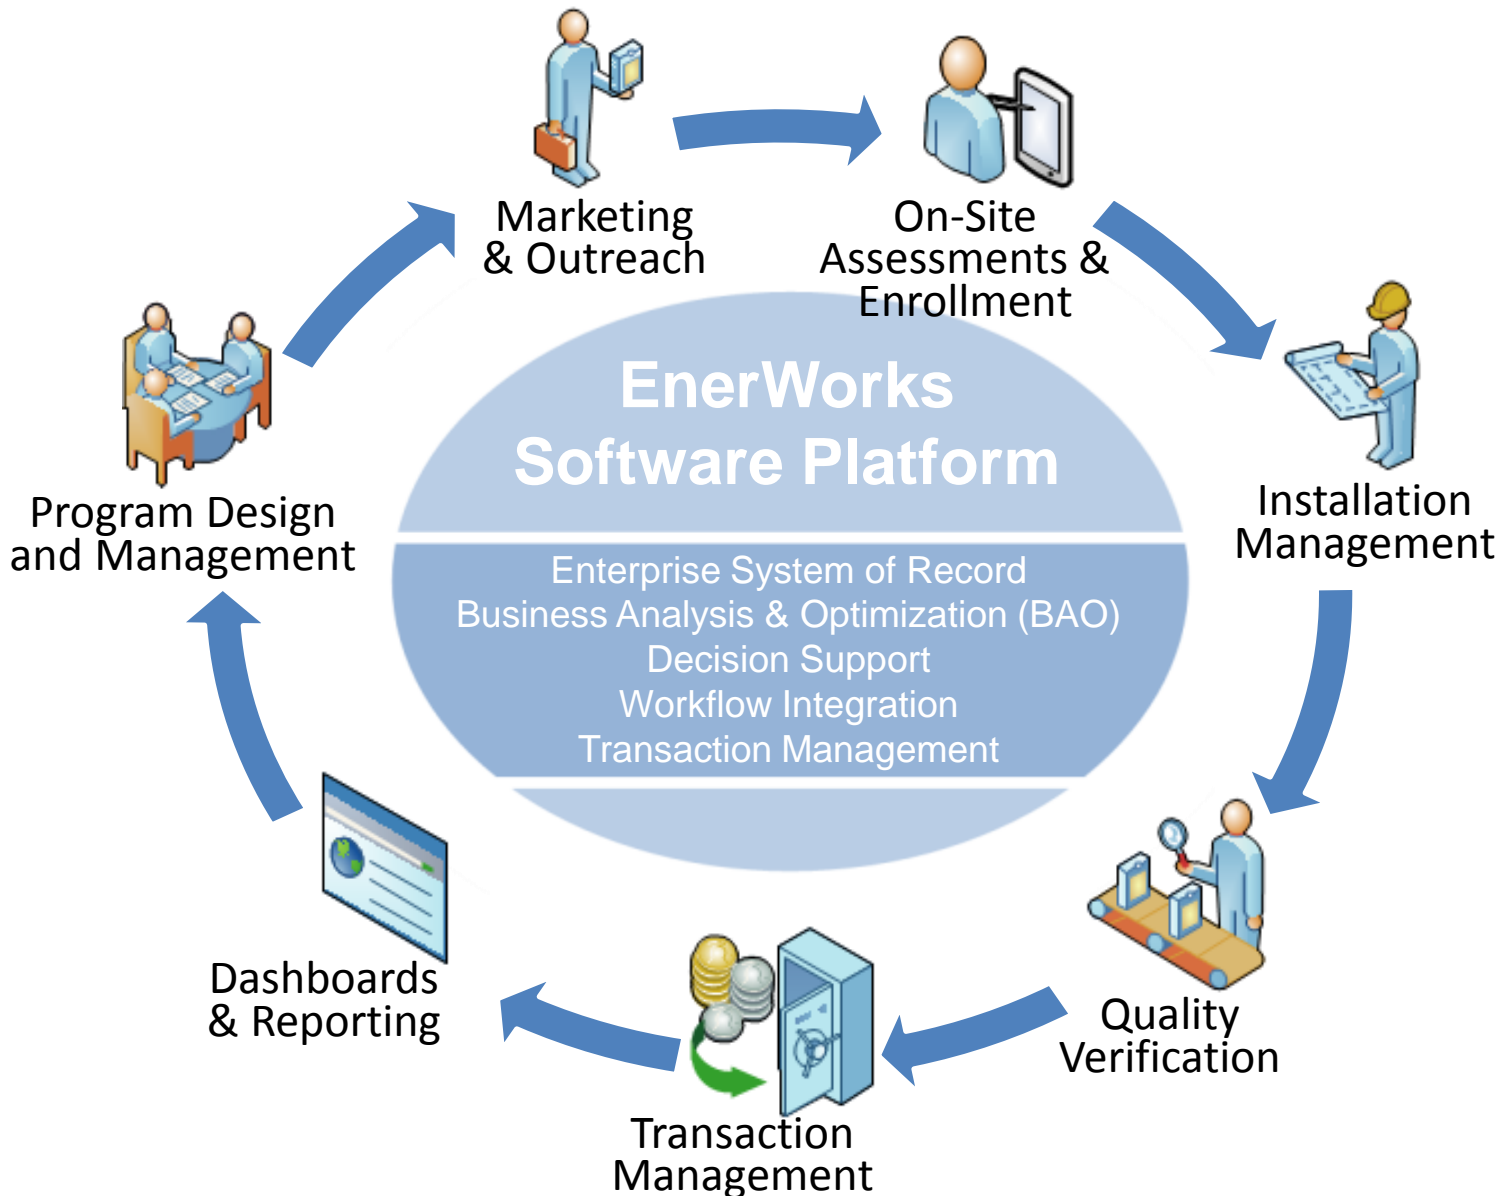 Marketing
& Outreach
On-Site
Assessments &
Enrollment
Program Design
and Management
EnerWorks
Software Platform
Installation
Management
Enterprise System of Record
Business Analysis & Optimization (BAO)
Decision Support
Workflow Integration
Transaction Management
Dashboards
& Reporting
Quality
Verification
Transaction
Management